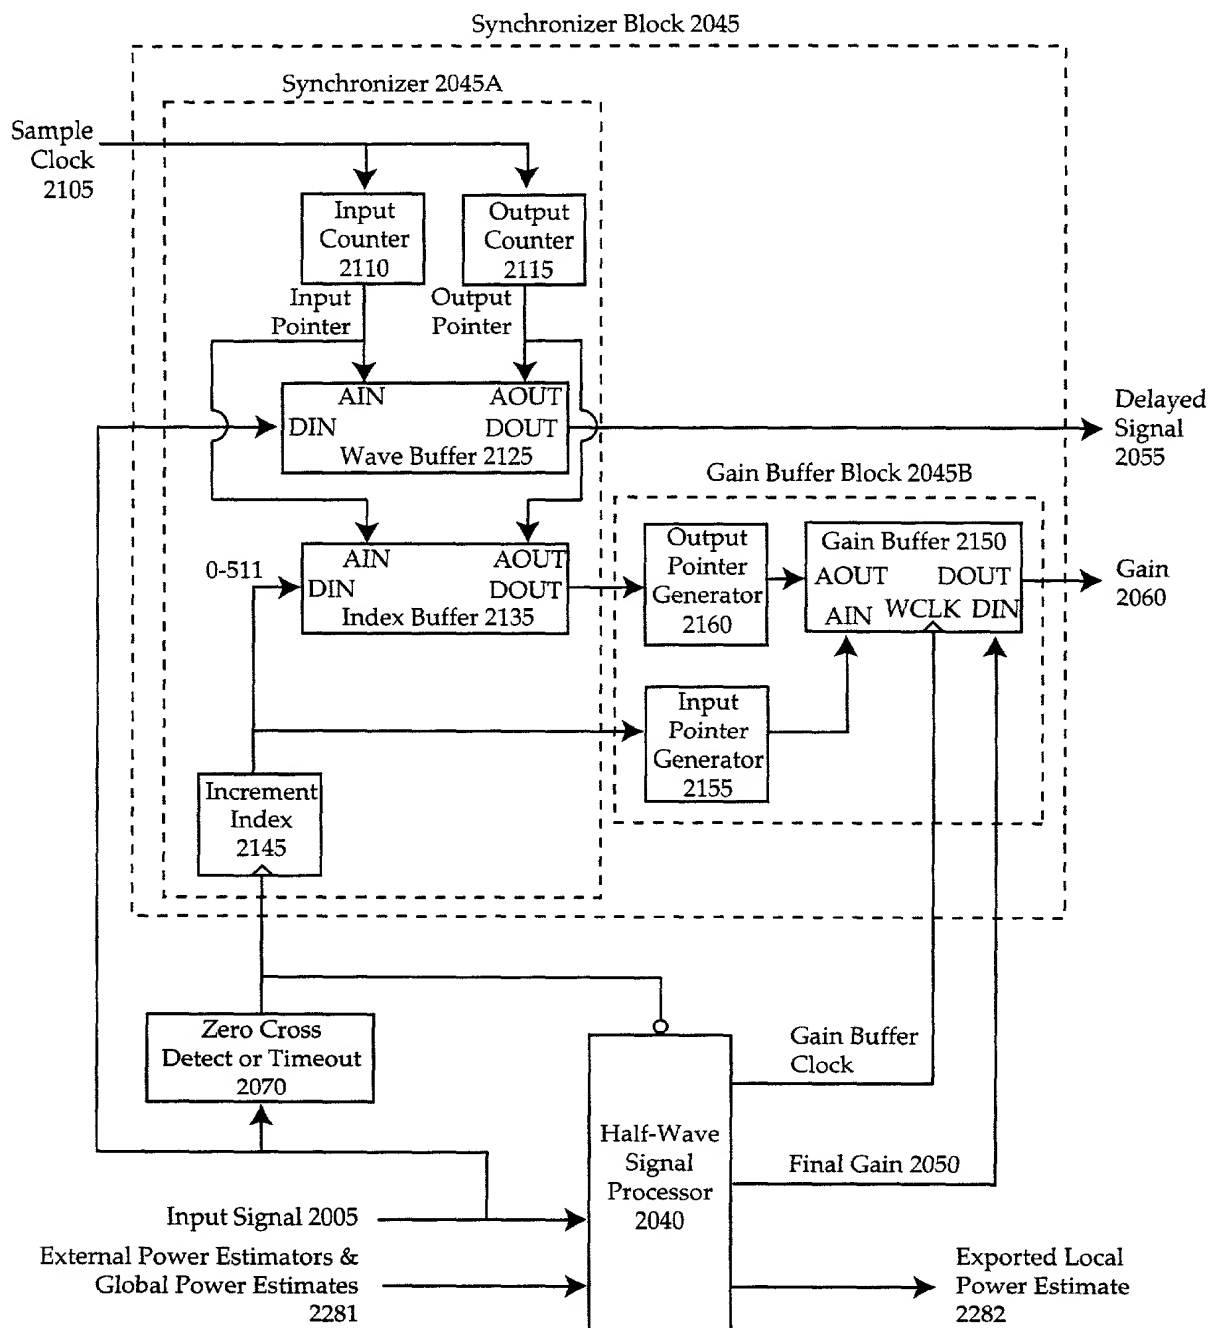 Synchronizer Block 2045
Synchronizer 2045A
Sample
Clock
2105
Input
Counter
2110
Output
Counter
2115
Input
Pointer
Output
Pointer
AIN
AOUT
DIN
DOUT
Wave Buffer 2125
Delayed
Signal
2055
Gain Buffer Block 2045B
AIN
AOUT
0-511
DIN
DOUT
Index Buffer 2135
Output
Pointer
Generator
2160
Gain Buffer 2150
AOUT
DOUT
AIN
WCLK
DIN
Gain
2060
Input
Pointer
Generator
2155
Increment
Index
2145
Zero Cross
Detect or Timeout
2070
Gain Buffer
Clock
Half-Wave
Signal
Processor
2040
Final Gain 2050
Input Signal 2005
External Power Estimators &
Global Power Estimates
2281
Exported Local
Power Estimate
2282